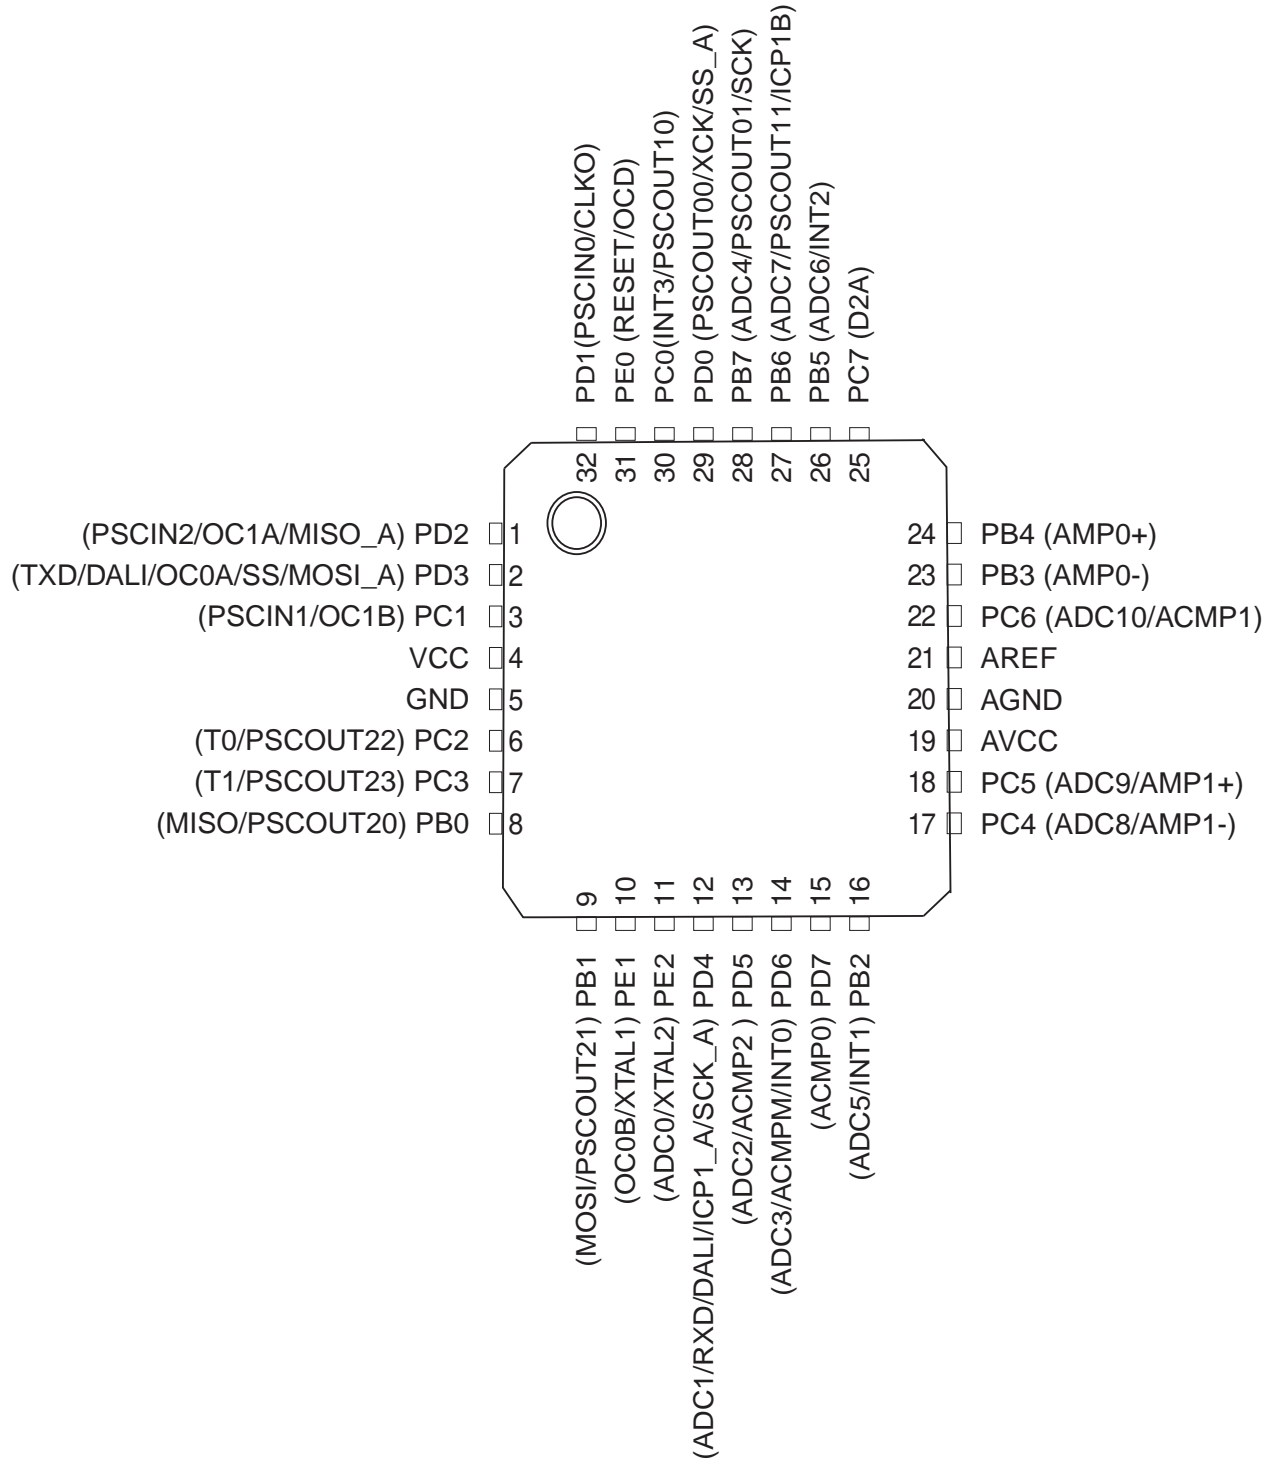 PD1(PSCIN0/CLKO)
PE0 (RESET/OCD)
PC0(INT3/PSCOUT10)
PD0 (PSCOUT00/XCK/SS_A)
PB7 (ADC4/PSCOUT01/SCK)
PB6 (ADC7/PSCOUT11/ICP1B)
PB5 (ADC6/INT2)
PC7 (D2A)
32
31
30
29
28
27
26
25
(PSCIN2/OC1A/MISO_A) PD2 1
(TXD/DALI/OC0A/SS/MOSI_A) PD3 2
(PSCIN1/OC1B) PC1 3
VCC 4
GND 5
(T0/PSCOUT22) PC2 6
(T1/PSCOUT23) PC3 7
(MISO/PSCOUT20) PB0 8
24 PB4 (AMP0+)
23 PB3 (AMP0-)
22 PC6 (ADC10/ACMP1)
21 AREF
20 AGND
19 AVCC
18 PC5 (ADC9/AMP1+)
17 PC4 (ADC8/AMP1-)
9
10
11
12
13
14
15
16
(MOSI/PSCOUT21) PB1
(OC0B/XTAL1) PE1
(ADC0/XTAL2) PE2
(ADC1/RXD/DALI/ICP1_A/SCK_A) PD4
(ADC2/ACMP2 ) PD5
(ADC3/ACMPM/INT0) PD6
(ACMP0) PD7
(ADC5/INT1) PB2